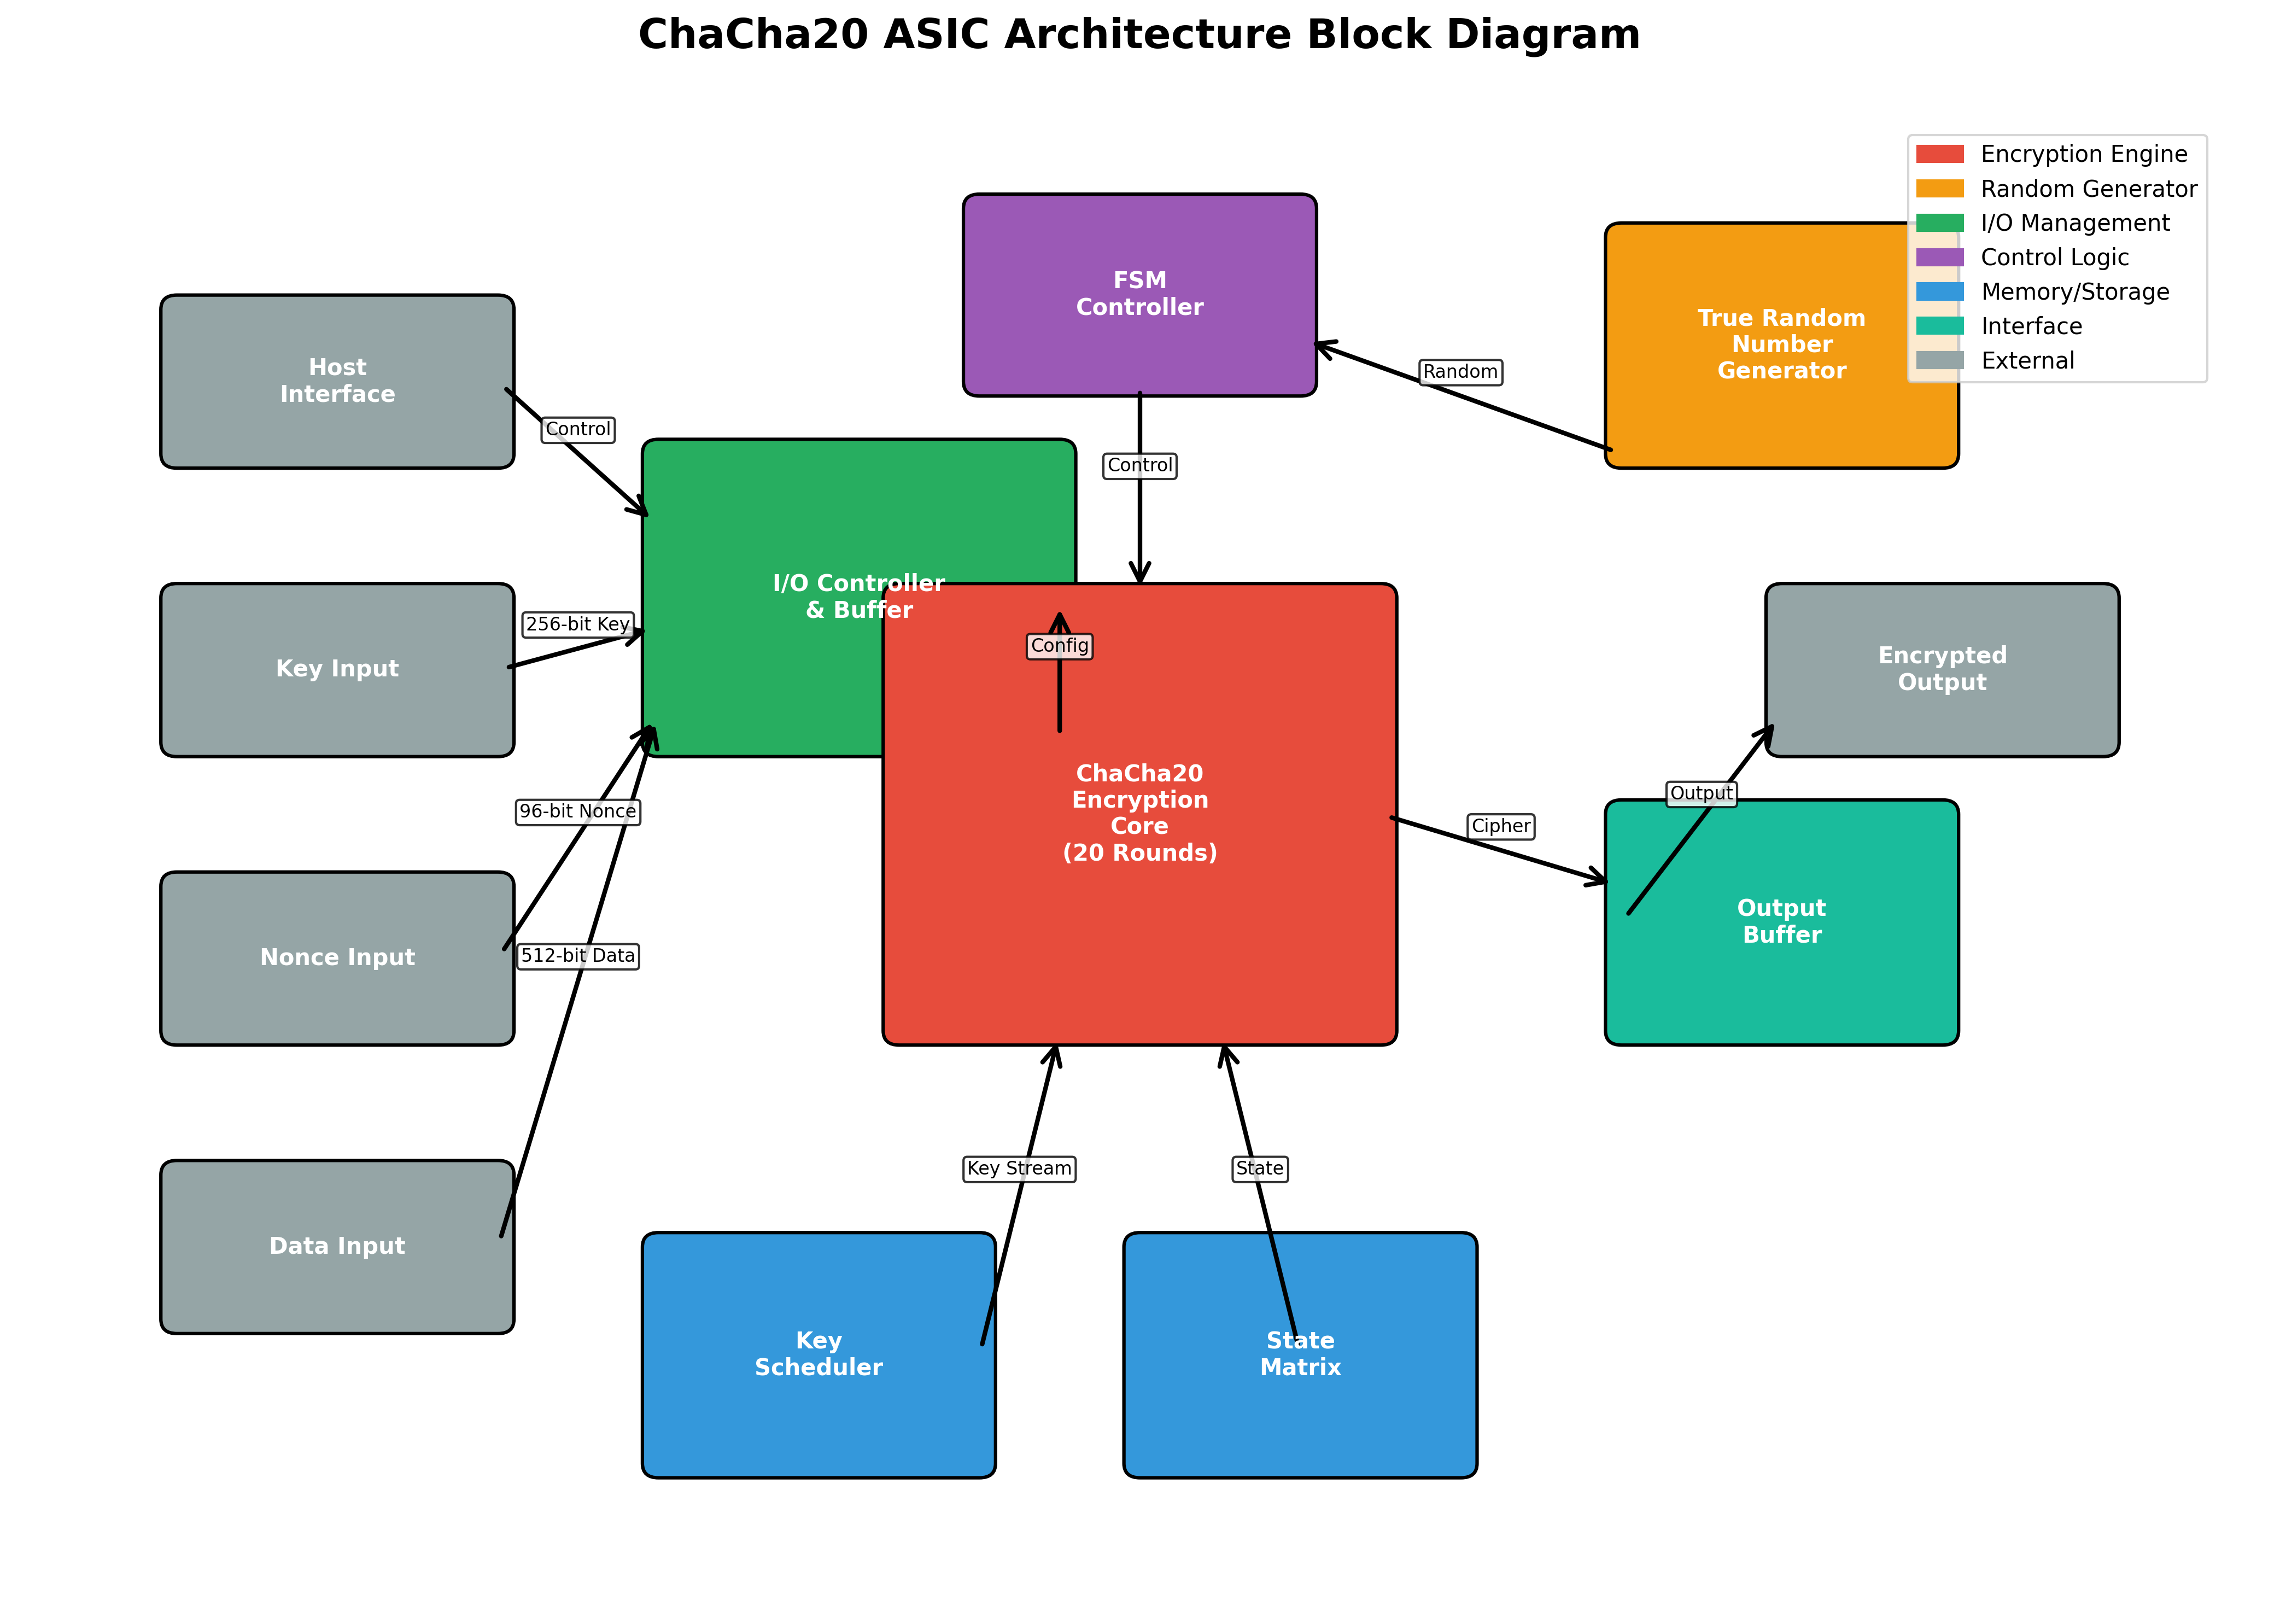 ChaCha20 ASIC Architecture Block Diagram
Encryption Engine
Random Generator
I/O Management
Control Logic
Memory/Storage
Interface
External
FSM
Controller
True Random
Number
Generator
Host
Interface
Random
Control
Control
I/O Controller
& Buffer
256-bit Key
Config
Key Input
Encrypted
Output
96-bit Nonce
ChaCha20
Encryption
Core
(20 Rounds)
Output
Cipher
Nonce Input
512-bit Data
Output
Buffer
Key Stream
State
Data Input
Key
Scheduler
State
Matrix